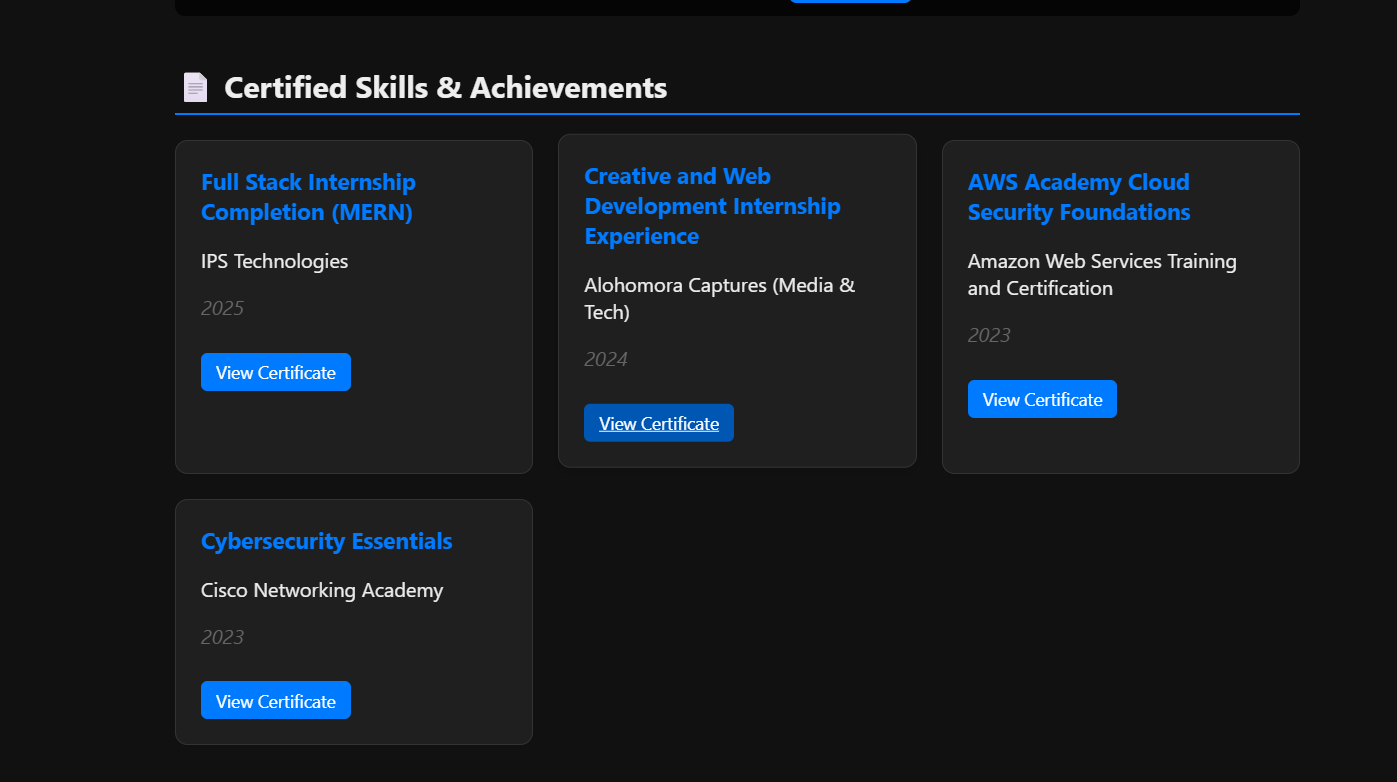 Certified Skills & Achievements
Full Stack Internship
Completion (MERN)
IPS Technologies
2025
View Certificate
Creative and Web
Development Internship
Experience
Alohomora Captures (Media &
Tech)
2024
View Certificate
AWS Academy Cloud
Security Foundations
Amazon Web Services Training
and Certification
2023
View Certificate
Cybersecurity Essentials
Cisco Networking Academy
2023
View Certificate